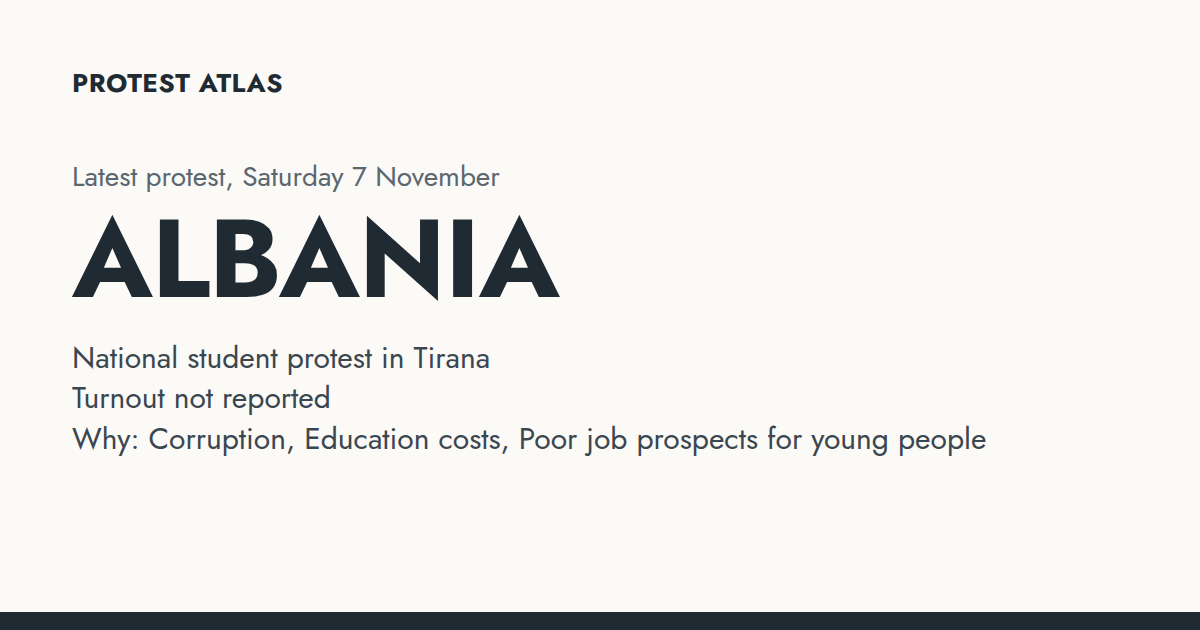 PROTEST ATLAS
Latest protest, Saturday 7 November
ALBANIA
National student protest in Tirana
Turnout not reported
Why: Corruption, Education costs, Poor job prospects for young people